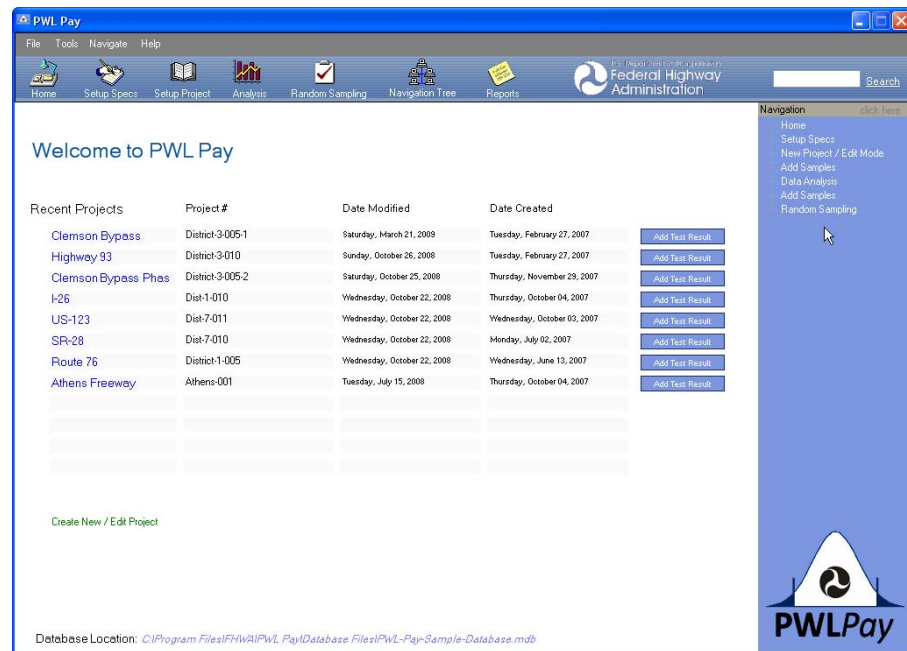 PWL Pay
File Tools Navigate Help
Home Setup Specs Setup Project Analysis Random Sampling Navigation Tree Reports
Federal Highway
Administration
Search
Navigation click here
Home
Setup Specs
New Project / Edit Mode
Add Samples
Data Analysis
Add Samples
Random Sampling
Welcome to PWL Pay
Recent Projects Project # Date Modified Date Created
Clemson Bypass District-3-005-1 Saturday, March 21, 2009 Tuesday, February 27, 2007 Add Test Result
Highway 93 District-3-010 Sunday, October 26, 2008 Tuesday, February 27, 2007 Add Test Result
Clemson Bypass Phas District-3-005-2 Saturday, October 25, 2008 Thursday, November 29, 2007 Add Test Result
I-26 Dist-1-010 Wednesday, October 22, 2008 Thursday, October 04, 2007 Add Test Result
US-123 Dist-7-011 Wednesday, October 22, 2008 Wednesday, October 03, 2007 Add Test Result
SR-28 Dist-7-010 Wednesday, October 22, 2008 Monday, July 02, 2007 Add Test Result
Route 76 District-1-005 Wednesday, October 22, 2008 Wednesday, June 13, 2007 Add Test Result
Athens Freeway Athens-001 Tuesday, July 15, 2008 Thursday, October 04, 2007 Add Test Result
Create New / Edit Project
PWLPay
Database Location: C:\Program Files\FHWA\PWL Pay\Database Files\PWL-Pay-Sample-Database.mdb